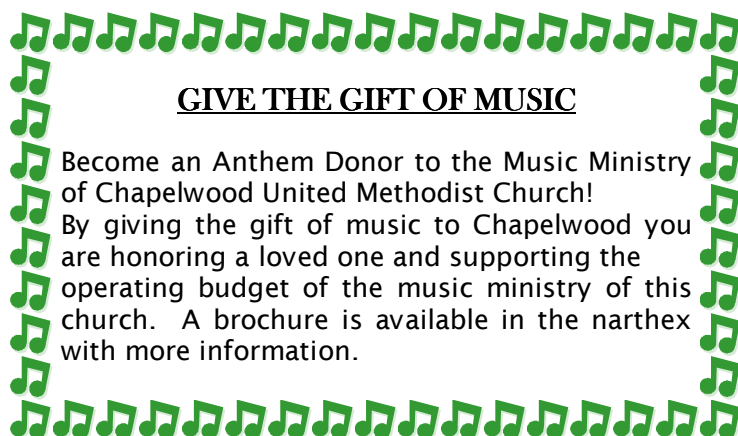 GIVE THE GIFT OF MUSIC
Become an Anthem Donor to the Music Ministry
of Chapelwood United Methodist Church!
By giving the gift of music to Chapelwood you
are honoring a loved one and supporting the
operating budget of the music ministry of this
church. A brochure is available in the narthex
with more information.